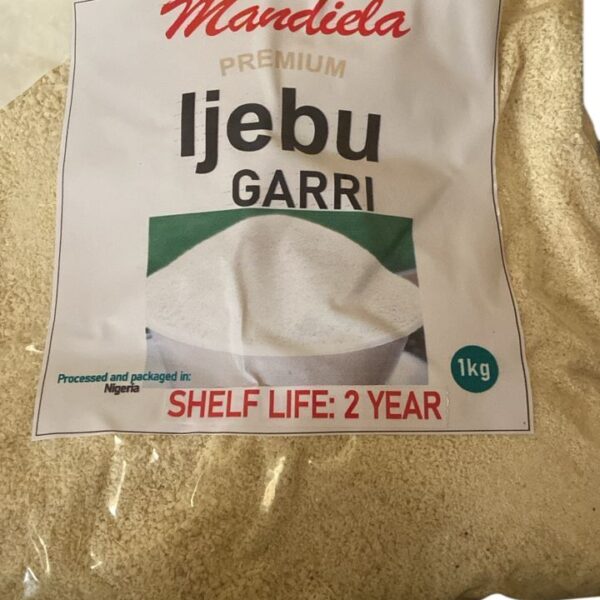 Mandiela
PREMIUM
Ijebu
GARRI
1kg
Processed and packaged in:
Nigeria
SHELF LIFE: 2 YEAR